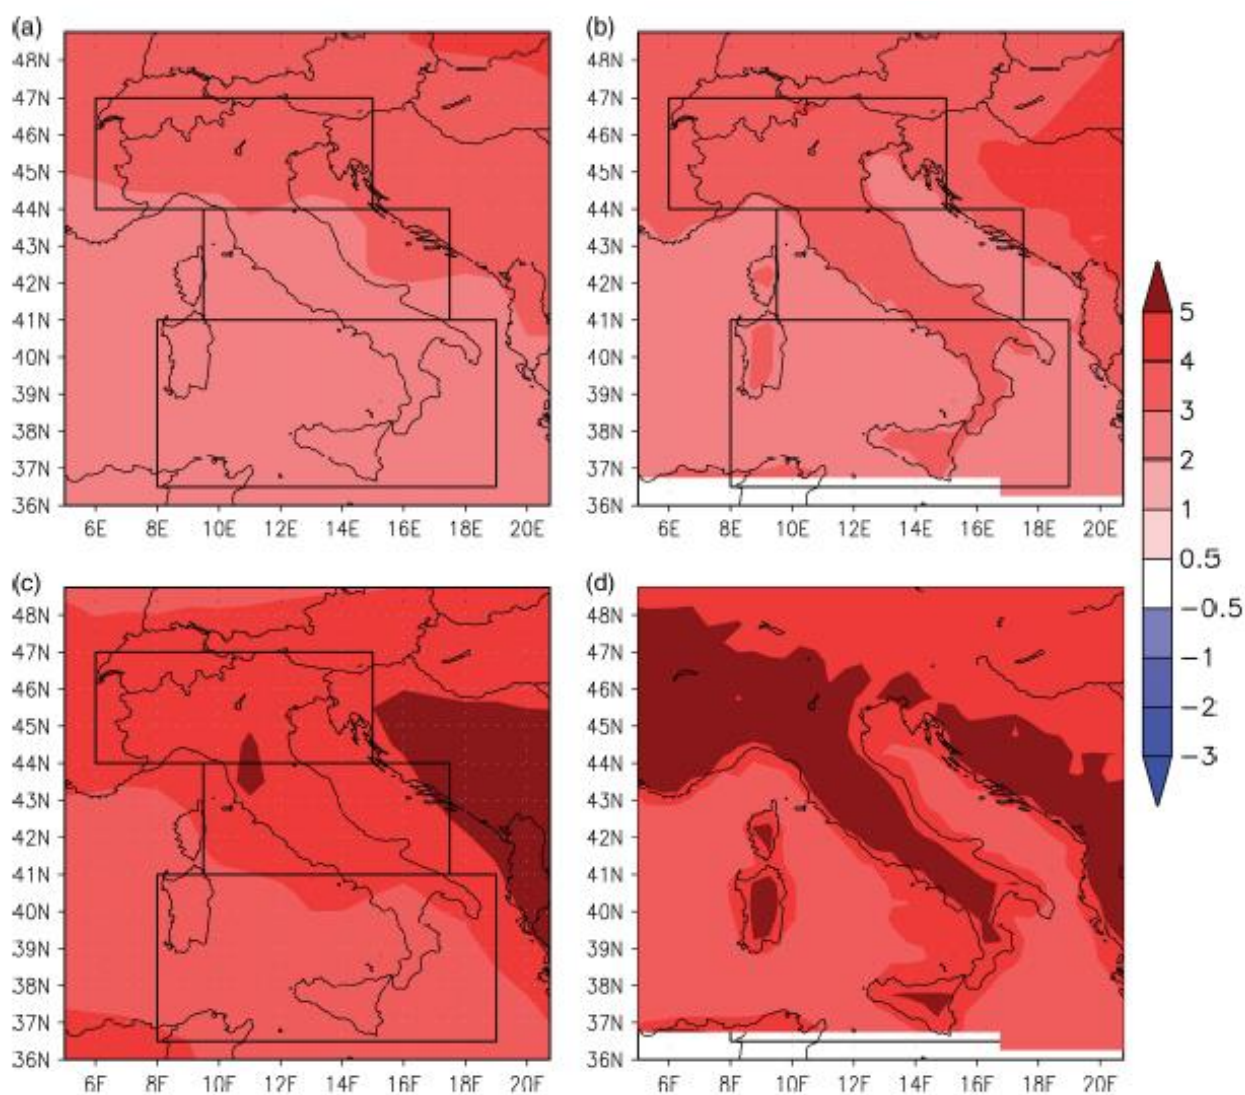 (a) (b)
48N 48N
47N 47N
46N 46N
45N 45N
44N 44N
43N 43N
42N 42N
41N 41N
40N 40N
39N 39N
38N 38N
37N 37N
36N 36N
6E 8E 10E 12E 14E 16E 18E 20E 6E 8E 10E 12E 14E 16E 18E 20E
5
4
3
2
1
0.5
−0.5
−1
−2
−3
(c) (d)
48N 48N
47N 47N
46N 46N
45N 45N
44N 44N
43N 43N
42N 42N
41N 41N
40N 40N
39N 39N
38N 38N
37N 37N
36N 36N
6E 8E 10E 12E 14E 16E 18E 20E 6E 8E 10E 12E 14E 16E 18E 20E